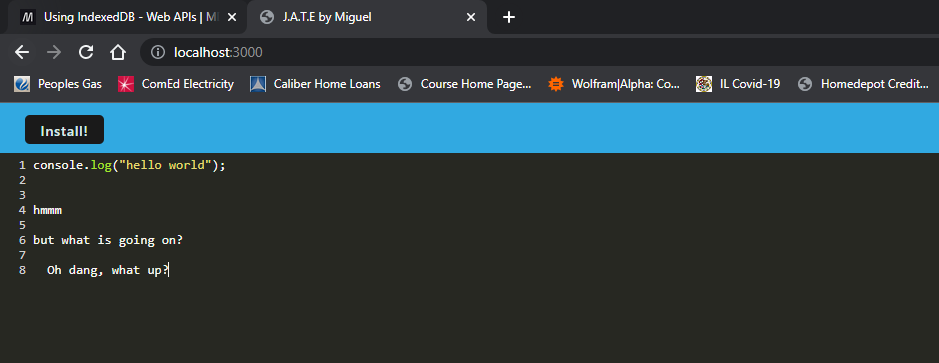 Using IndexedDB - Web APIs | M
J.A.T.E by Miguel
localhost:3000
Peoples Gas ComEd Electricity Caliber Home Loans Course Home Page... Wolfram|Alpha: Co... IL Covid-19 Homedepot Credit...
Install!
1 console.log("hello world");
2
3
4 hmmm
5
6 but what is going on?
7
8 Oh dang, what up?